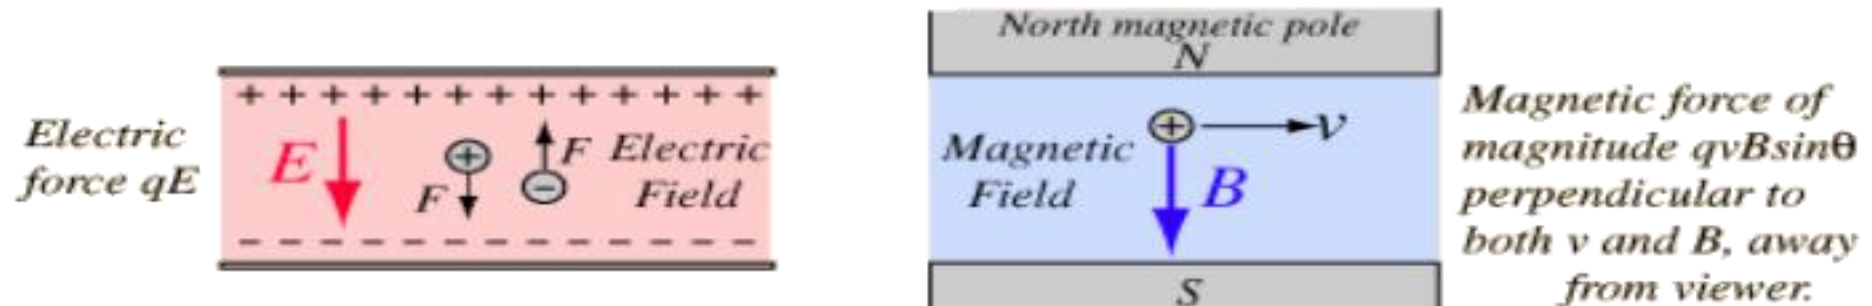 Electric
force qE
+ + + + + + + + + + + + +
E
+
F
−
F
Electric
Field
− − − − − − − − − − − − − −
North magnetic pole
N
Magnetic
Field
+
v
B
S
Magnetic force of
magnitude qvBsinθ
perpendicular to
both v and B, away
from viewer.